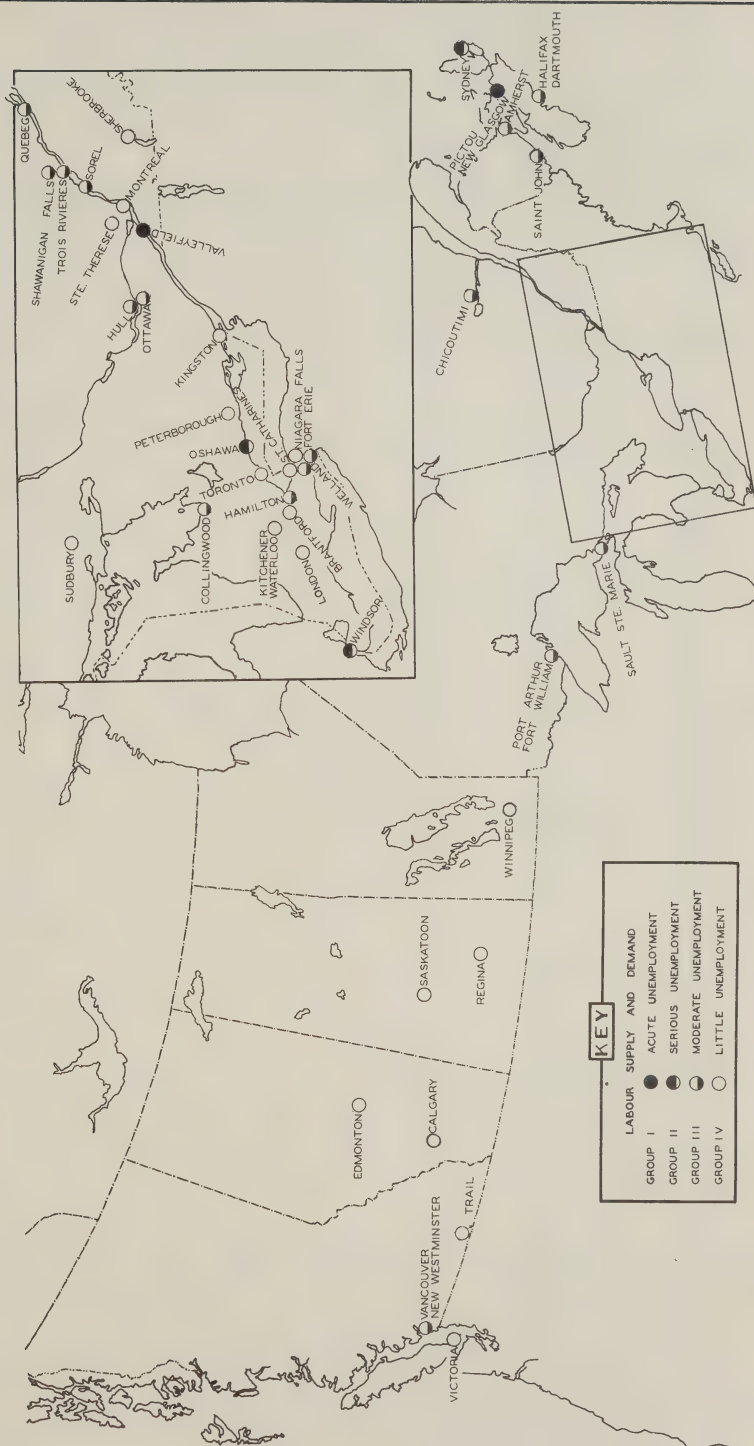 QUEBEC
SHERBROOKE
SHAWANIGAN FALLS
TROIS RIVIERES
SOREL
MONTREAL
STE. THERESE
VALLEYFIELD
HULL
OTTAWA
KINGSTON
PETERBOROUGH
OSHAWA
TORONTO
ST. CATHARINES
NIAGARA FALLS
FORT ERIE
WELLAND
HAMILTON
BRANTFORD
KITCHENER
WATERLOO
LONDON
COLLINGWOOD
SUDBURY
WINDSOR
SYDNEY
PICTOU
NEW GLASGOW
AMHERST
HALIFAX
DARTMOUTH
SAINT JOHN
CHICOUTIMI
SAULT STE. MARIE
PORT ARTHUR
FORT WILLIAM
WINNIPEG
SASKATOON
REGINA
EDMONTON
CALGARY
TRAIL
VANCOUVER
NEW WESTMINSTER
VICTORIA
KEY
LABOUR SUPPLY AND DEMAND
GROUP I ACUTE UNEMPLOYMENT
GROUP II SERIOUS UNEMPLOYMENT
GROUP III MODERATE UNEMPLOYMENT
GROUP IV LITTLE UNEMPLOYMENT